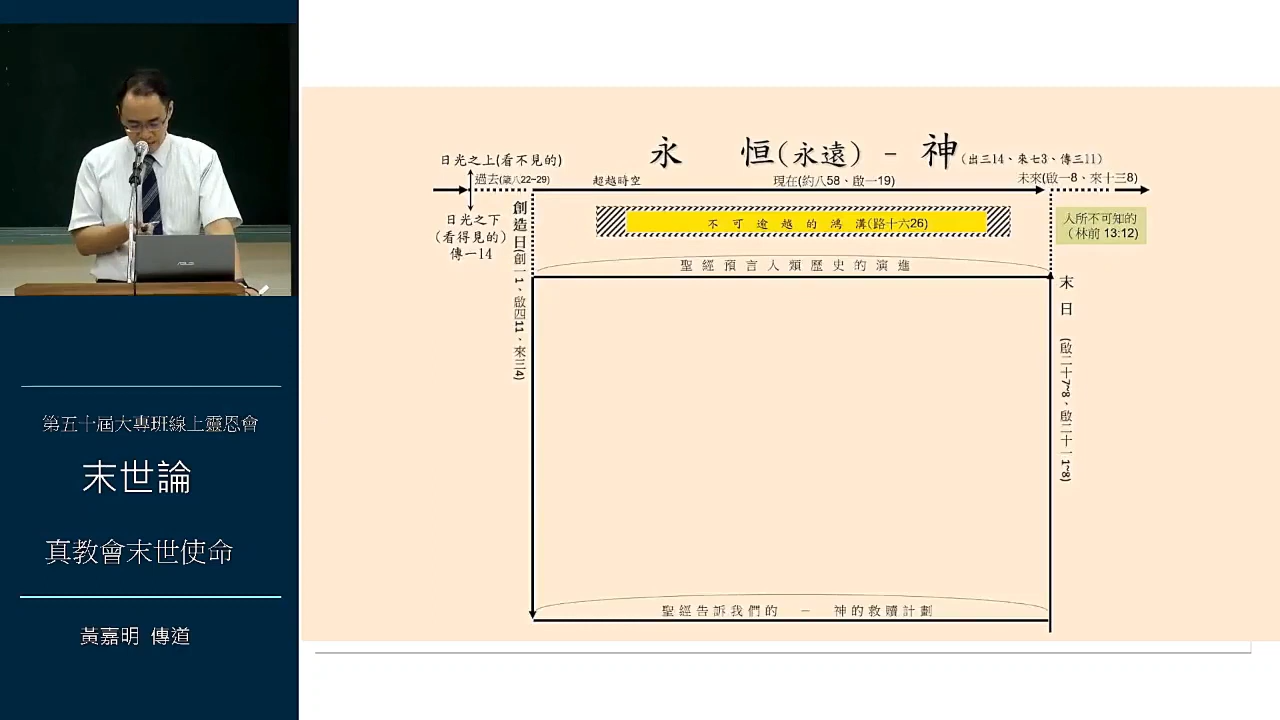 第五十屆大專班線上靈恩會
末世論
真教會末世使命
黃嘉明 傳道
永 恒(永遠) - 神(出三14、來七3、傳三11)
日光之上(看不見的)
過去(箴八22~29)
超越時空
現在(約八58、啟一19)
未來(啟一8、來十三8)
日光之下
(看得見的)
傳一14
不可逾越的鴻溝(路十六26)
人所不可知的
(林前 13:12)
創造日(創一1、啟四11、來三4)
聖經預言人類歷史的演進
末日 (啟二十7~8、啟二十一1~8)
聖經告訴我們的 - 神的救贖計劃
ASUS